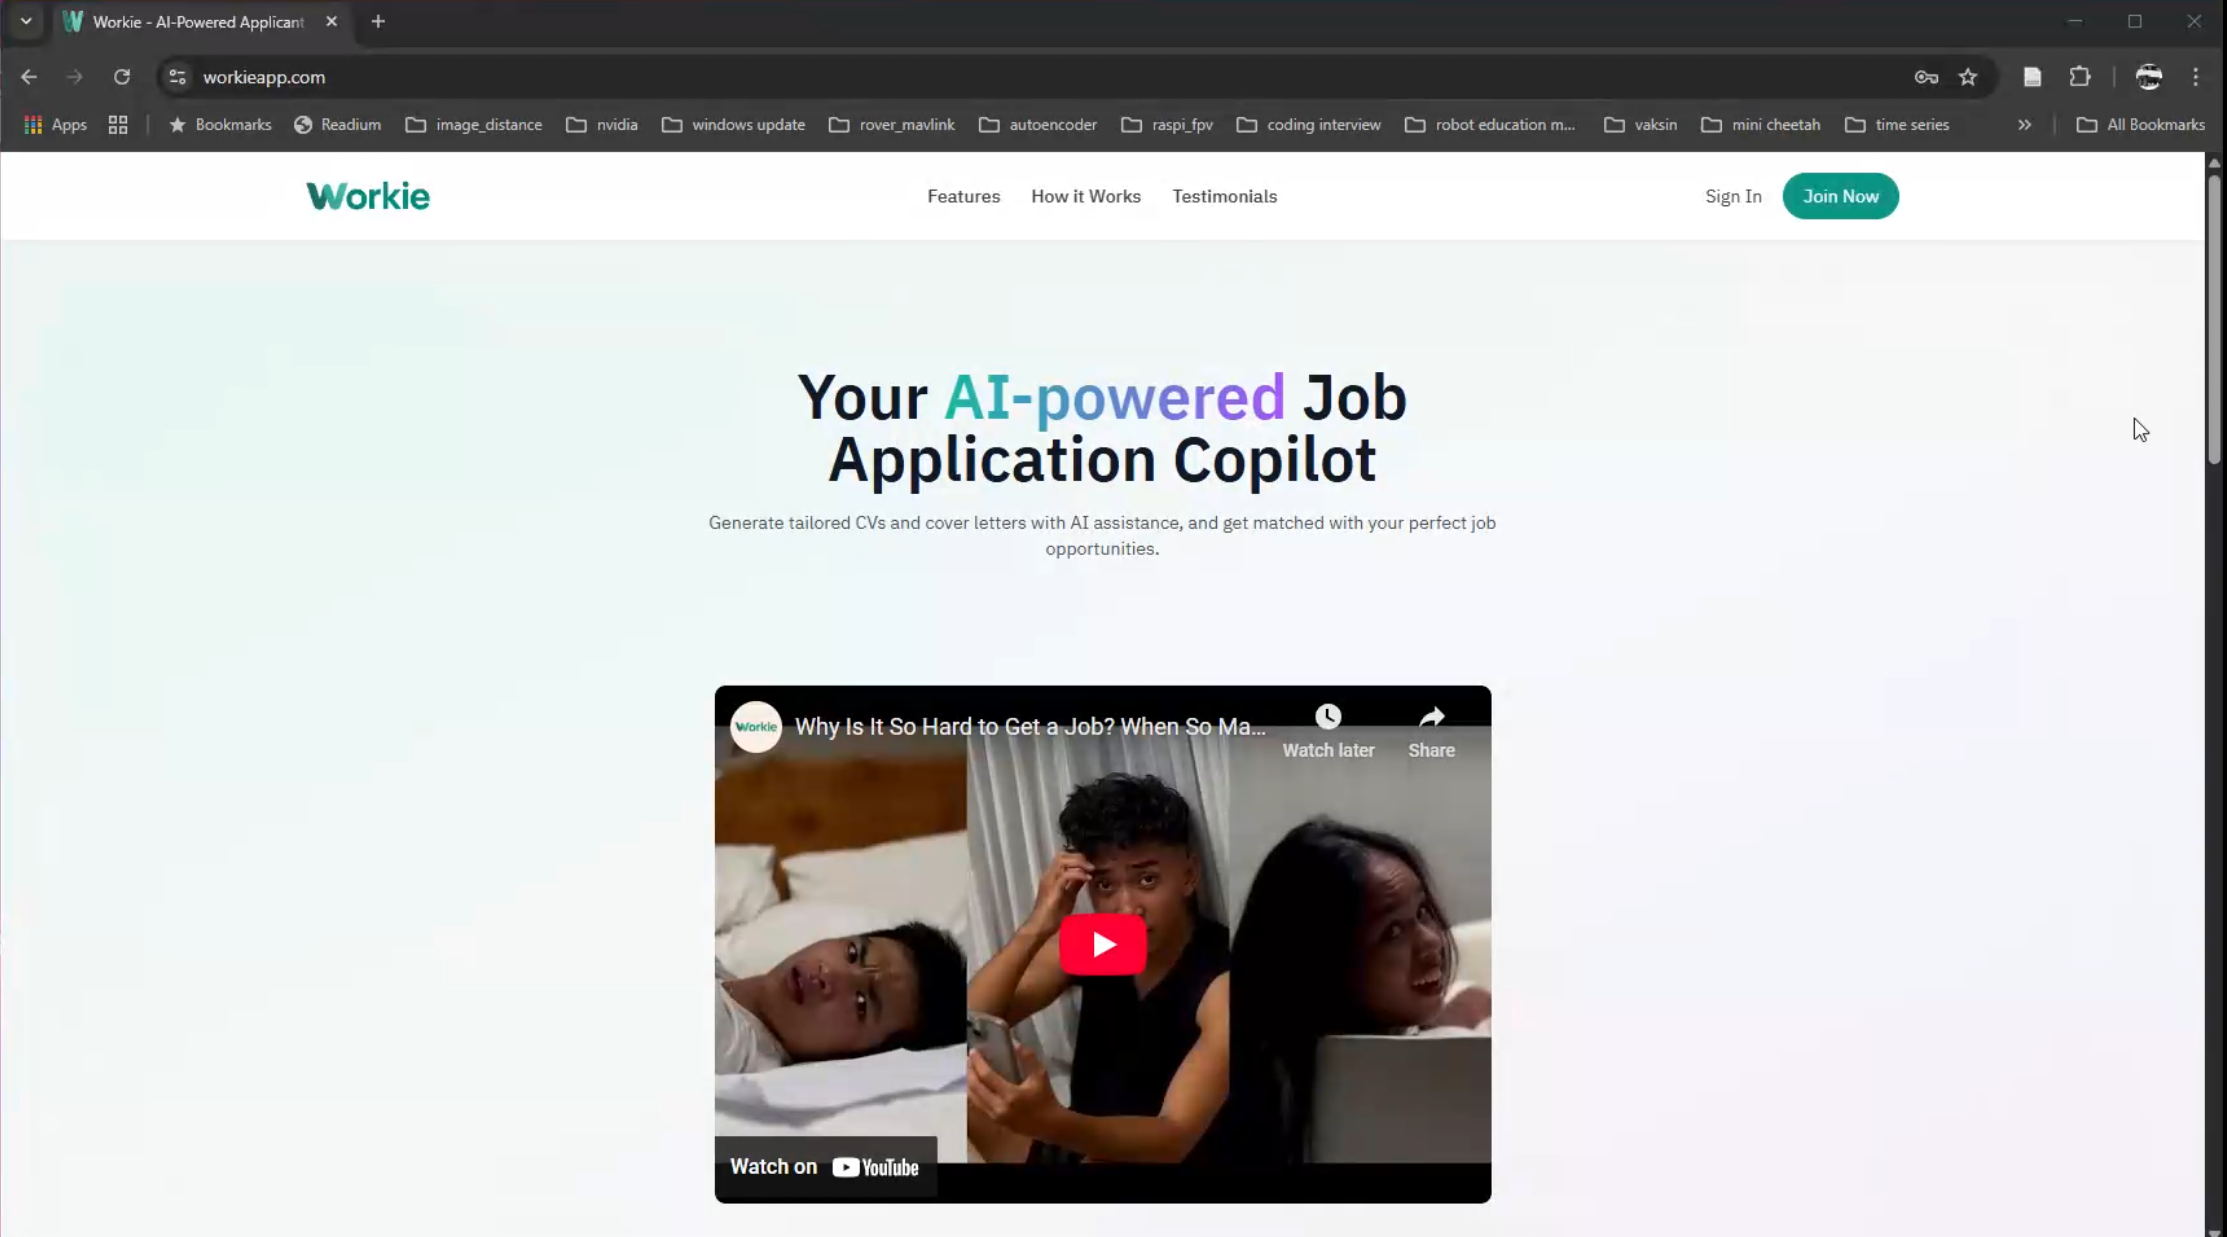 Workie - AI-Powered Applicant
workieapp.com
Apps
Bookmarks
Readium
image_distance
nvidia
windows update
rover_mavlink
autoencoder
raspi_fpv
coding interview
robot education m...
vaksin
mini cheetah
time series
All Bookmarks
Workie
Features
How it Works
Testimonials
Sign In
Join Now
Your AI-powered Job
Application Copilot
Generate tailored CVs and cover letters with AI assistance, and get matched with your perfect job
opportunities.
Workie
Why Is It So Hard to Get a Job? When So Ma...
Watch later
Share
Watch on YouTube